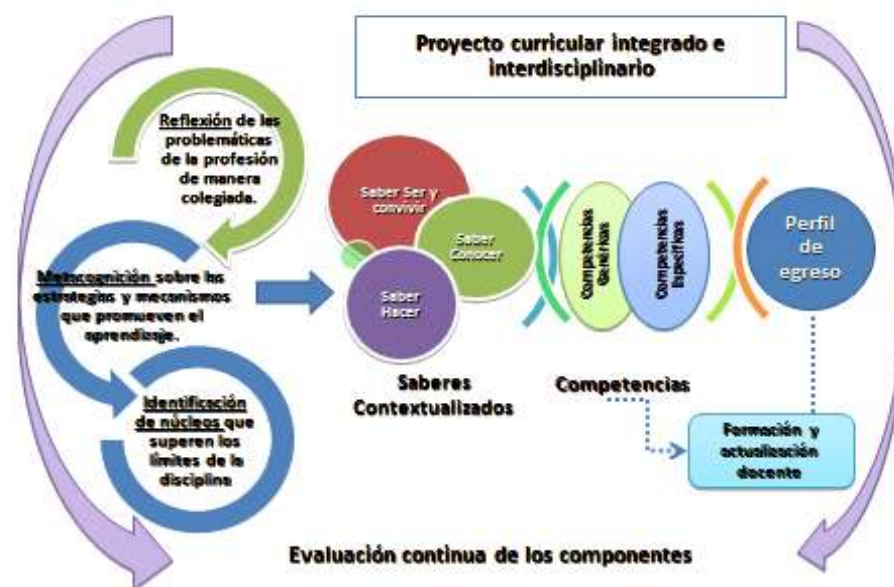 Proyecto curricular integrado e
interdisciplinario
Reflexión de las
problemáticas
de la profesión
de manera
colegiada.
Metacognición sobre las
estrategias y mecanismos
que promueven el
aprendizaje.
Identificación
de núcleos que
superen los
límites de la
disciplina
Saber Ser y
convivir
Saber
Conocer
Saber
Hacer
Saberes
Contextualizados
Competencias
Genéricas
Competencias
Específicas
Competencias
Perfil
de
egreso
Formación y
actualización
docente
Evaluación continua de los componentes